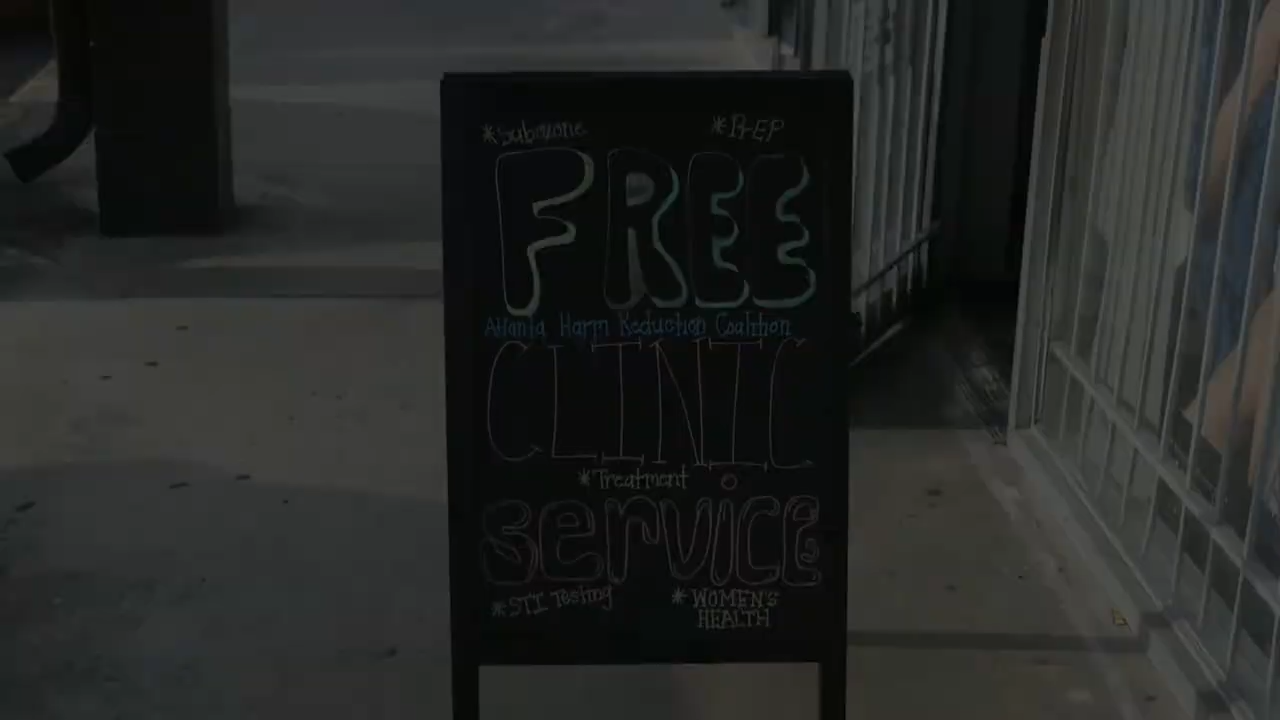 *Suboxone *PrEP
FREE
Atlanta Harm Reduction Coalition
CLINIC
*Treatment
service
*STI Testing *WOMEN'S
HEALTH